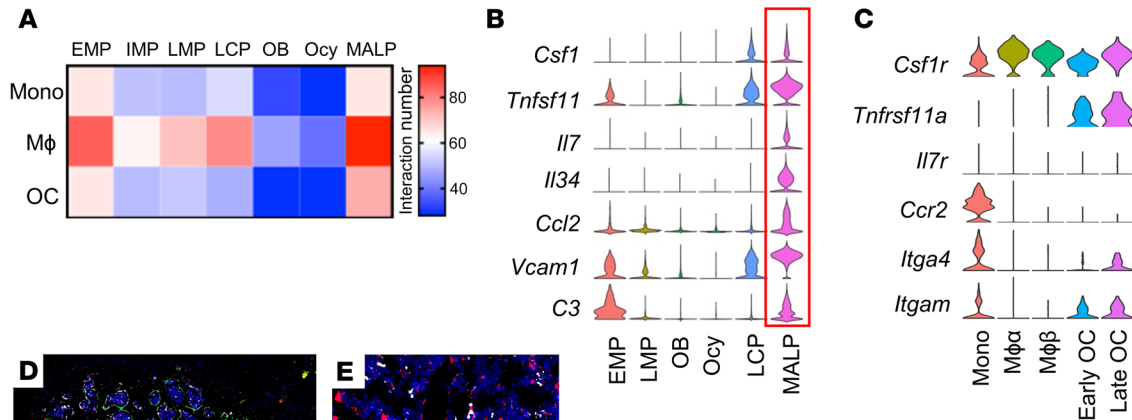 A
EMP IMP LMP LCP OB Ocy MALP
Mono
Mϕ
OC
80
60
40
Interaction number
B
Csf1
Tnfsf11
Il7
Il34
Ccl2
Vcam1
C3
EMP
LMP
OB
Ocy
LCP
MALP
C
Csf1r
Tnfrsf11a
Il7r
Ccr2
Itga4
Itgam
Mono
Mϕα
Mϕβ
Early OC
Late OC
D
E